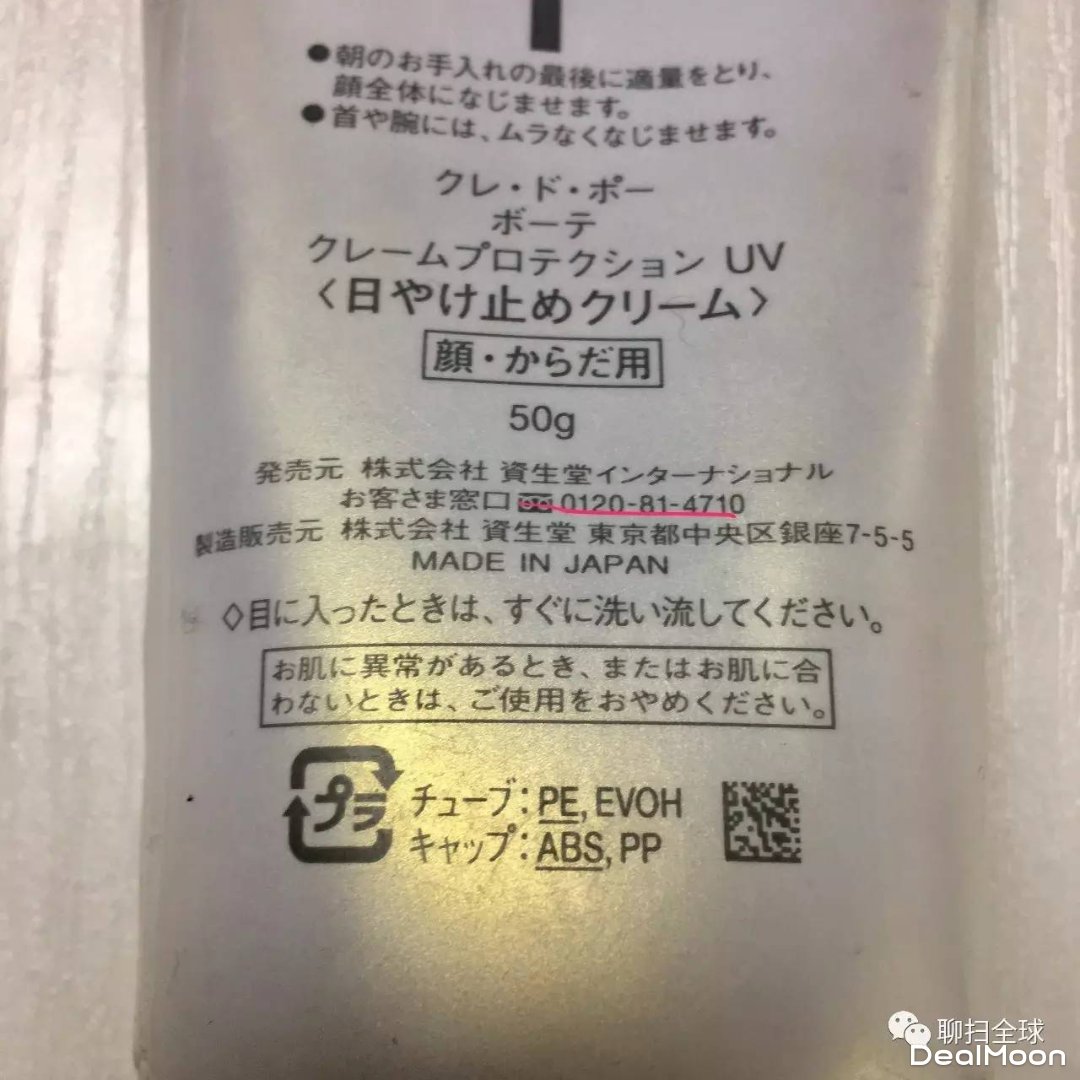 ●朝のお手入れの最後に適量をとり、
顔全体になじませます。
●首や腕には、ムラなくなじませます。
クレ・ド・ポー
ボーテ
クレームプロテクション UV
〈日やけ止めクリーム〉
顔・からだ用
50g
発売元 株式会社 資生堂インターナショナル
お客さま窓口 0120-81-4710
製造販売元 株式会社 資生堂 東京都中央区銀座7-5-5
MADE IN JAPAN
◇目に入ったときは、すぐに洗い流してください。
お肌に異常があるとき、またはお肌に合
わないときは、ご使用をおやめください。
プラ
チューブ:PE, EVOH
キャップ:ABS, PP
聊扫全球
DealMoon